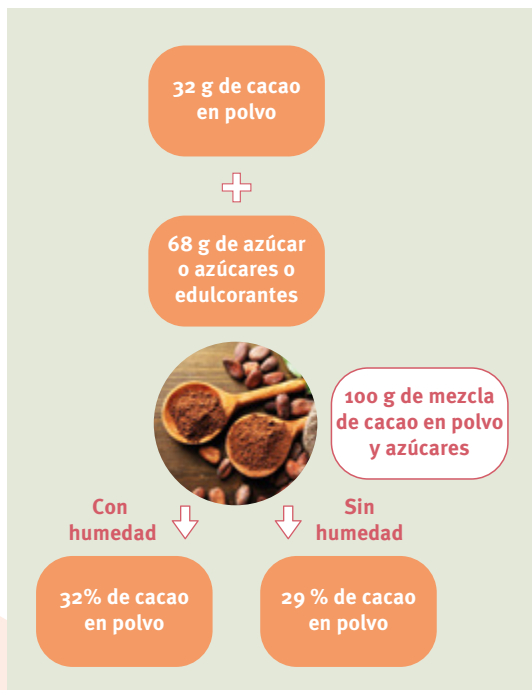 32 g de cacao
en polvo
68 g de azúcar
o azúcares o
edulcorantes
100 g de mezcla
de cacao en polvo
y azúcares
Con
humedad
Sin
humedad
32% de cacao
en polvo
29 % de cacao
en polvo